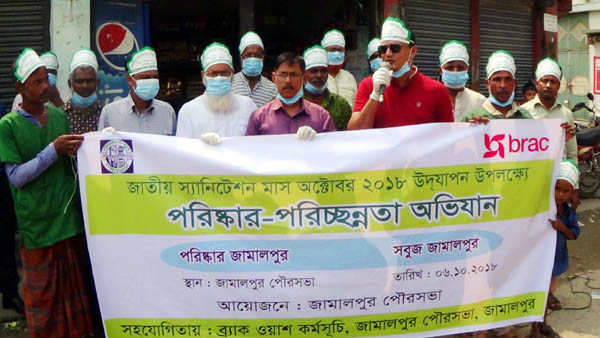 pepsi
brac
জাতীয় স্যানিটেশন মাস অক্টোবর ২০১৮ উদ্‌যাপন উপলক্ষ্যে
পরিষ্কার-পরিচ্ছন্নতা অভিযান
পরিষ্কার জামালপুর সবুজ জামালপুর
স্থান : জামালপুর পৌরসভা তারিখ : ০৬.১০.২০১৮
আয়োজনে : জামালপুর পৌরসভা
সহযোগিতায় : ব্র্যাক ওয়াশ কর্মসূচি, জামালপুর পৌরসভা, জামালপুর